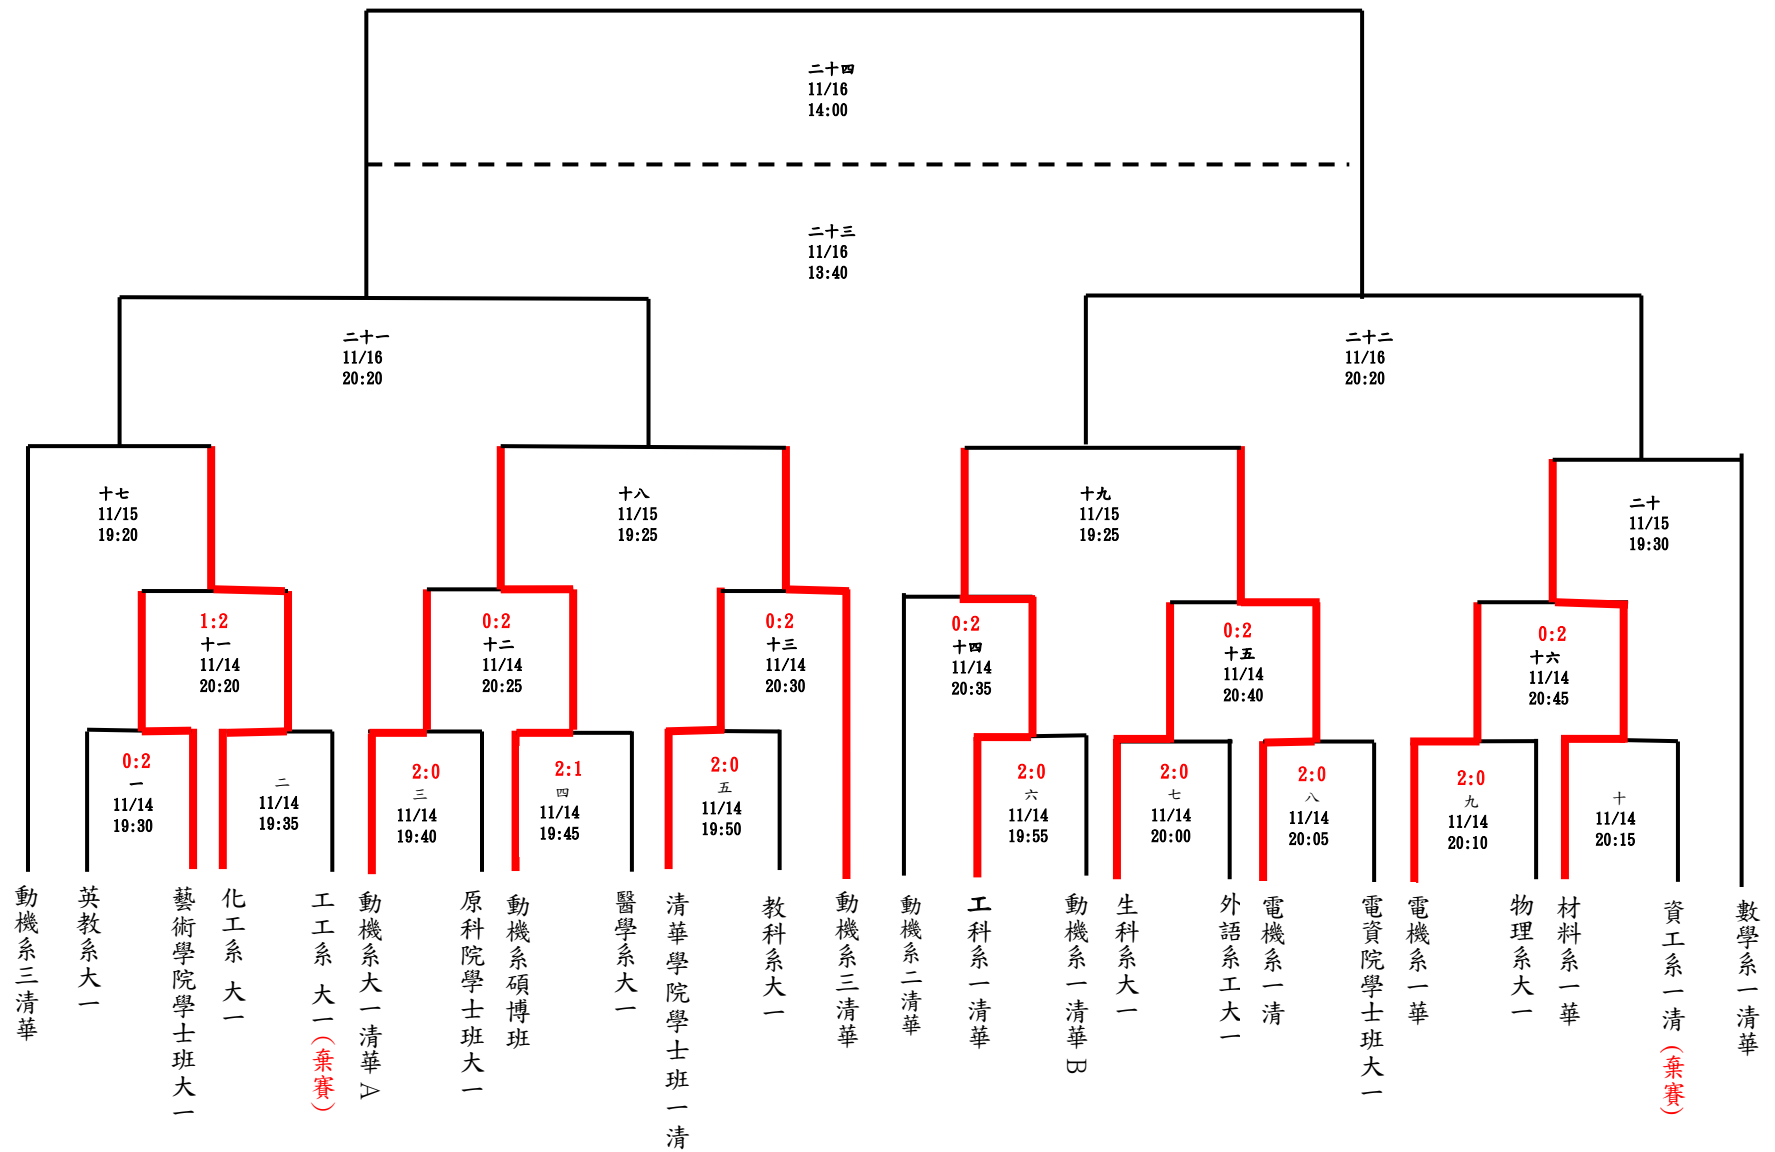 二十四
11/16
14:00
二十三
11/16
13:40
二十一
11/16
20:20
二十二
11/16
20:20
十七
11/15
19:20
十八
11/15
19:25
十九
11/15
19:25
二十
11/15
19:30
1:2
十一
11/14
20:20
0:2
十二
11/14
20:25
0:2
十三
11/14
20:30
0:2
十四
11/14
20:35
0:2
十五
11/14
20:40
0:2
十六
11/14
20:45
0:2
一
11/14
19:30
二
11/14
19:35
2:0
三
11/14
19:40
2:1
四
11/14
19:45
2:0
五
11/14
19:50
2:0
六
11/14
19:55
2:0
七
11/14
20:00
2:0
八
11/14
20:05
2:0
九
11/14
20:10
十
11/14
20:15
動機系三清華
英教系大一
藝術學院學士班大一
化工系 大一
工工系 大一(棄賽)
動機系大一清華A
原科院學士班大一
動機系碩博班
醫學系大一
清華學院學士班一清
教科系大一
動機系三清華
動機系二清華
工科系一清華
動機系一清華B
生科系大一
外語系工大一
電機系一清
電資院學士班大一
電機系一華
物理系大一
材料系一華
資工系一清(棄賽)
數學系一清華